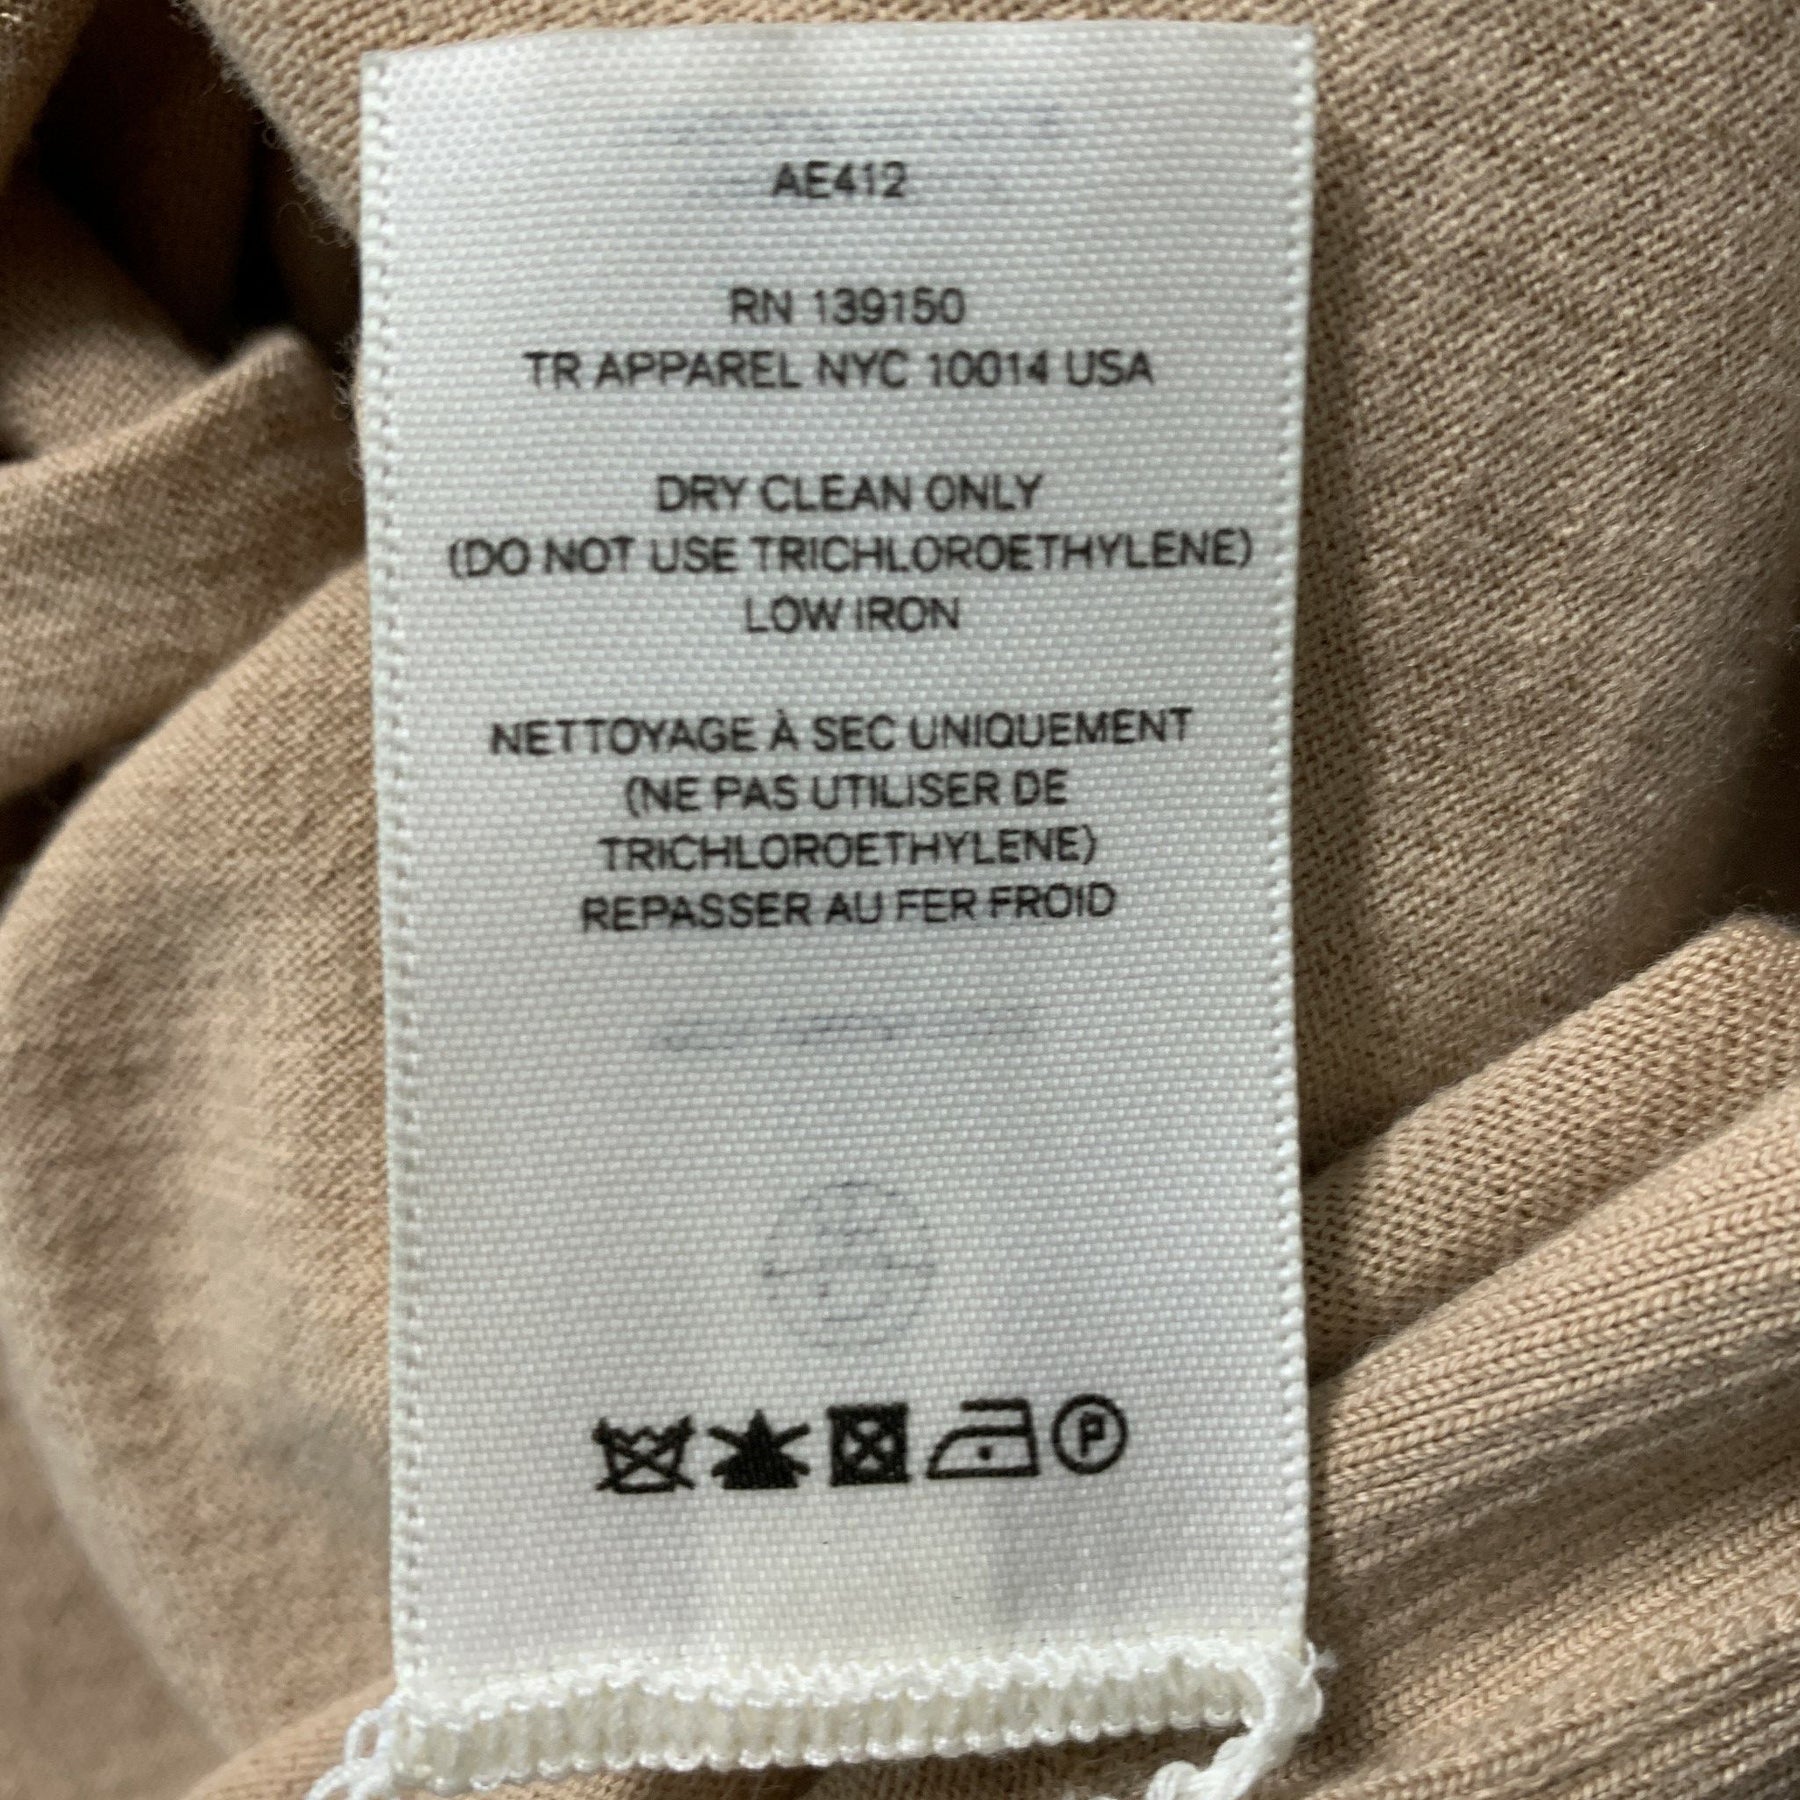 AE412
RN 139150
TR APPAREL NYC 10014 USA
DRY CLEAN ONLY
(DO NOT USE TRICHLOROETHYLENE)
LOW IRON
NETTOYAGE À SEC UNIQUEMENT
(NE PAS UTILISER DE
TRICHLOROETHYLENE)
REPASSER AU FER FROID
P